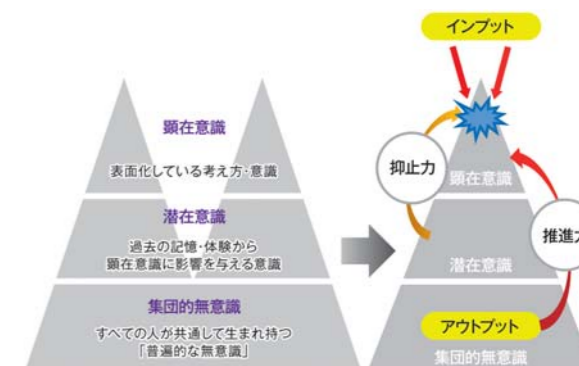 顕在意識
表面化している考え方・意識
潜在意識
過去の記憶・体験から
顕在意識に影響を与える意識
集団的無意識
すべての人が共通して生まれ持つ
「普遍的な無意識」
インプット
抑止力
顕在意識
推進力
潜在意識
アウトプット
集団的無意識